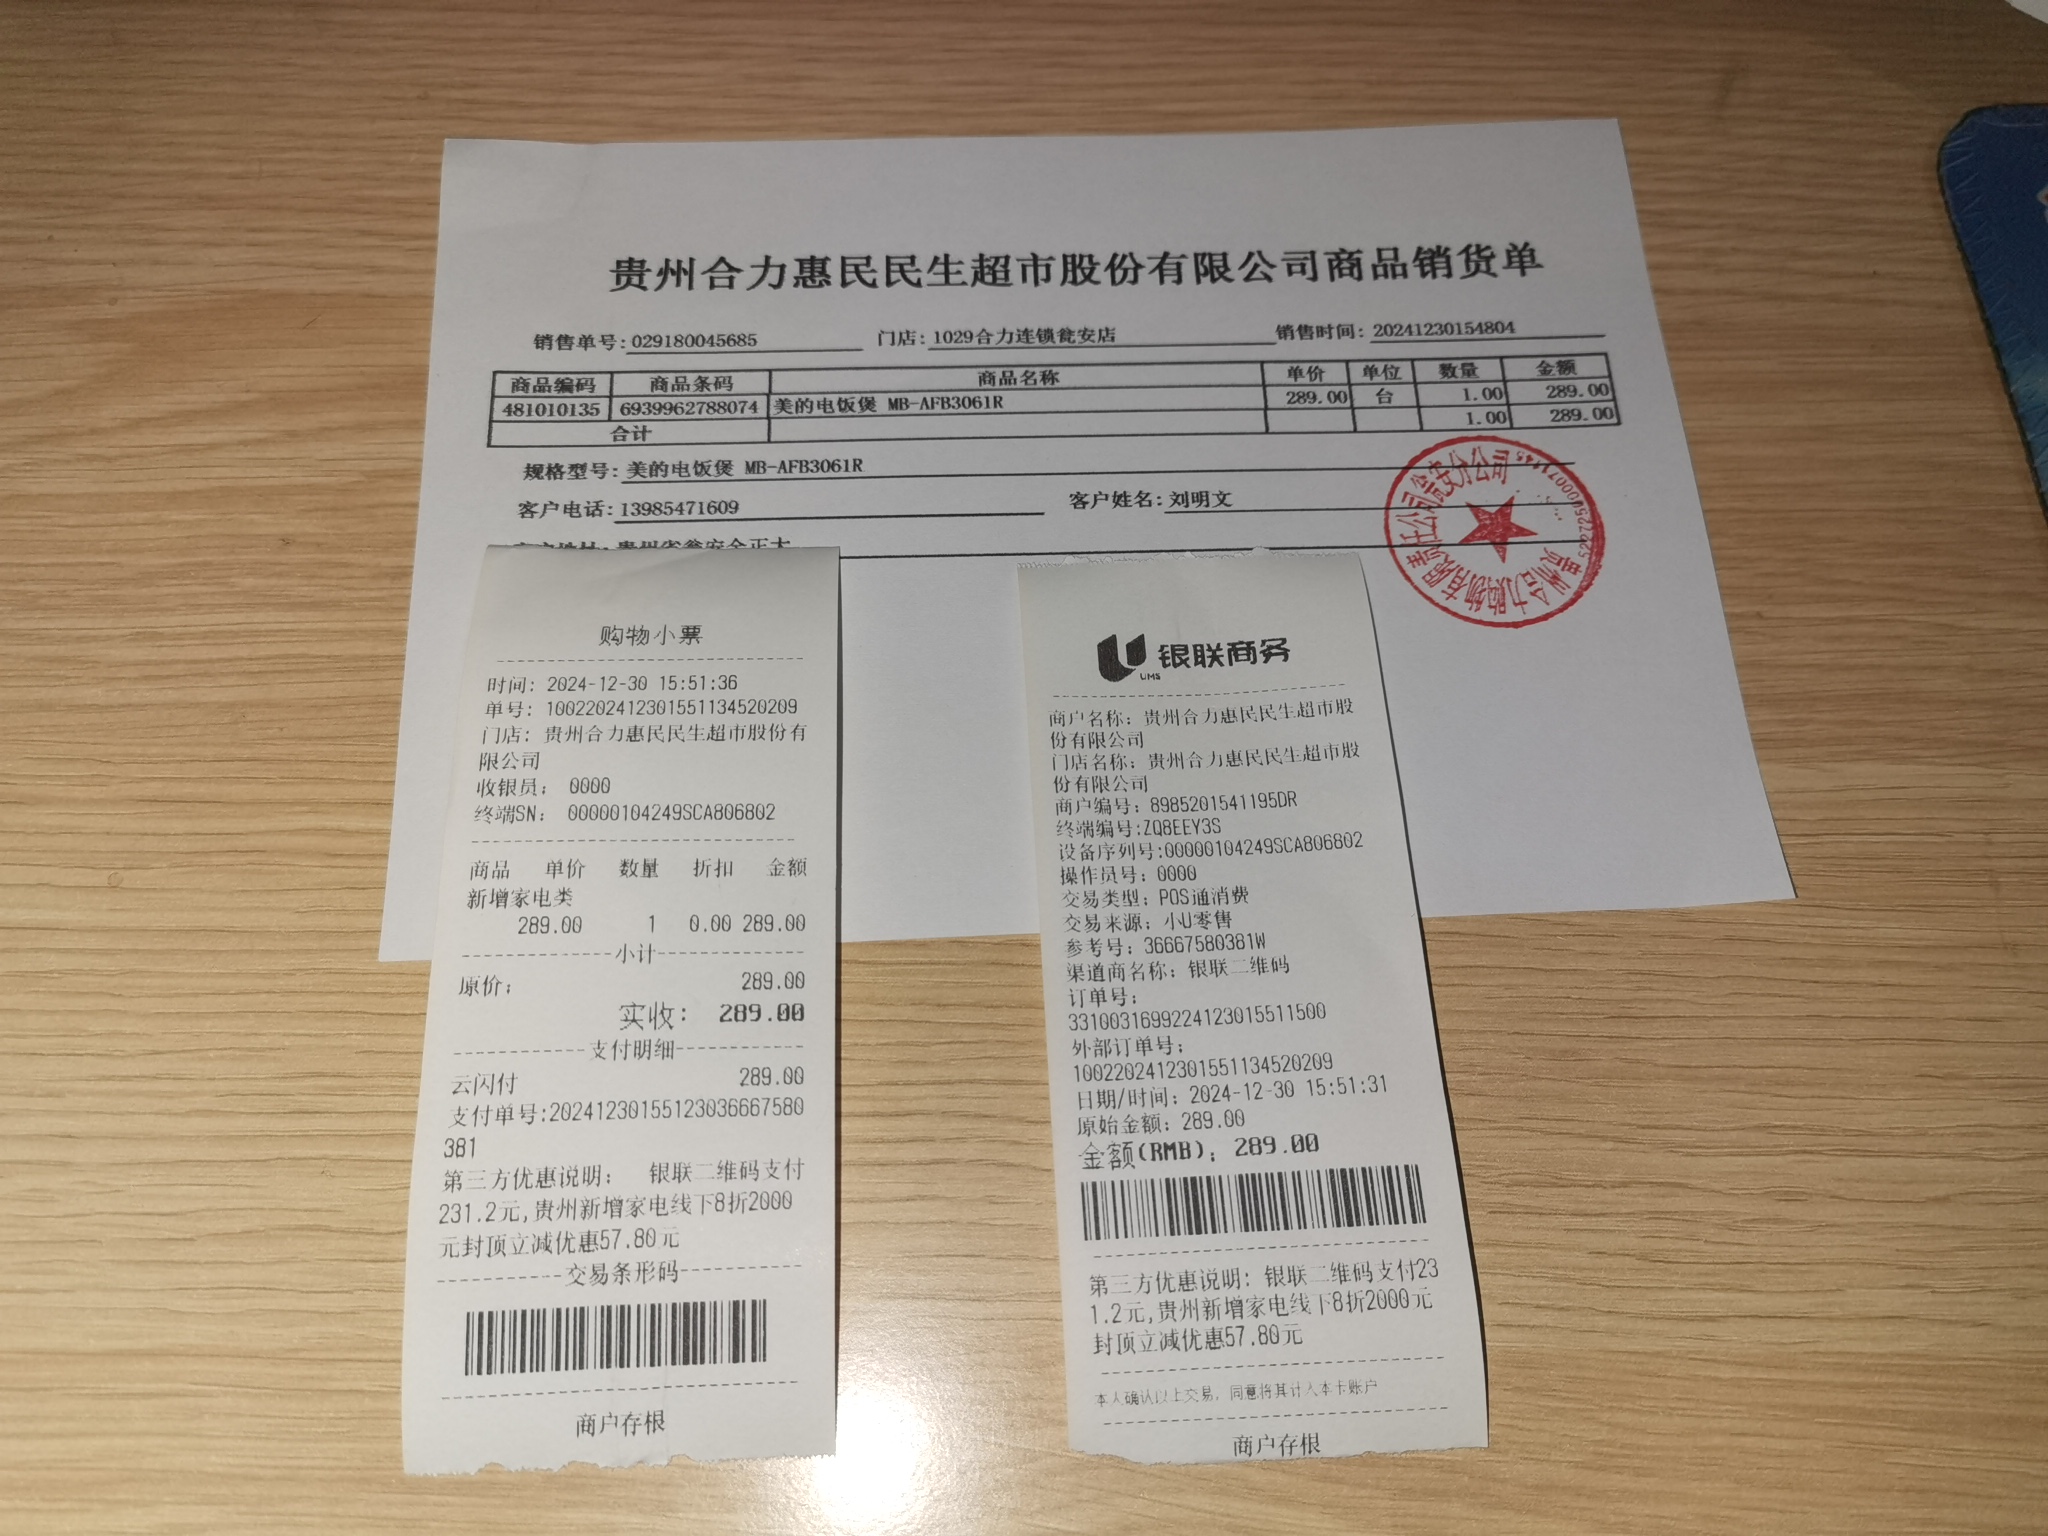 贵州合力惠民民生超市股份有限公司商品销货单
销售单号:029180045685 门店:1029合力连锁瓮安店 销售时间:20241230154804
商品编码 商品条码 商品名称 单价 单位 数量 金额
481010135 6939962788074 美的电饭煲 MB-AFB3061R 289.00 台 1.00 289.00
合计 1.00 289.00
规格型号:美的电饭煲 MB-AFB3061R
客户电话:13985471609 客户姓名:刘明文
贵州合力购物有限责任公司瓮安分公司
购物小票
时间: 2024-12-30 15:51:36
单号: 1002202412301551134520209
门店: 贵州合力惠民民生超市股份有
限公司
收银员: 0000
终端SN: 00000104249SCA806802
商品 单价 数量 折扣 金额
新增家电类
289.00 1 0.00 289.00
小计
原价: 289.00
实收: 289.00
支付明细
云闪付 289.00
支付单号:20241230155123036667580
381
第三方优惠说明: 银联二维码支付
231.2元,贵州新增家电线下8折2000
元封顶立减优惠57.80元
交易条形码
商户存根
银联商务
UMS
商户名称: 贵州合力惠民民生超市股
份有限公司
门店名称: 贵州合力惠民民生超市股
份有限公司
商户编号: 8985201541195DR
终端编号:ZQ8EEY3S
设备序列号:00000104249SCA806802
操作员号: 0000
交易类型: POS通消费
交易来源: 小U零售
参考号: 36667580381W
渠道商名称: 银联二维码
订单号:
33100316992241230155 11500
外部订单号:
1002202412301551134520209
日期/时间: 2024-12-30 15:51:31
原始金额: 289.00
金额(RMB): 289.00
第三方优惠说明: 银联二维码支付23
1.2元,贵州新增家电线下8折2000元
封顶立减优惠57.80元
本人确认以上交易, 同意将其计入本卡账户
商户存根